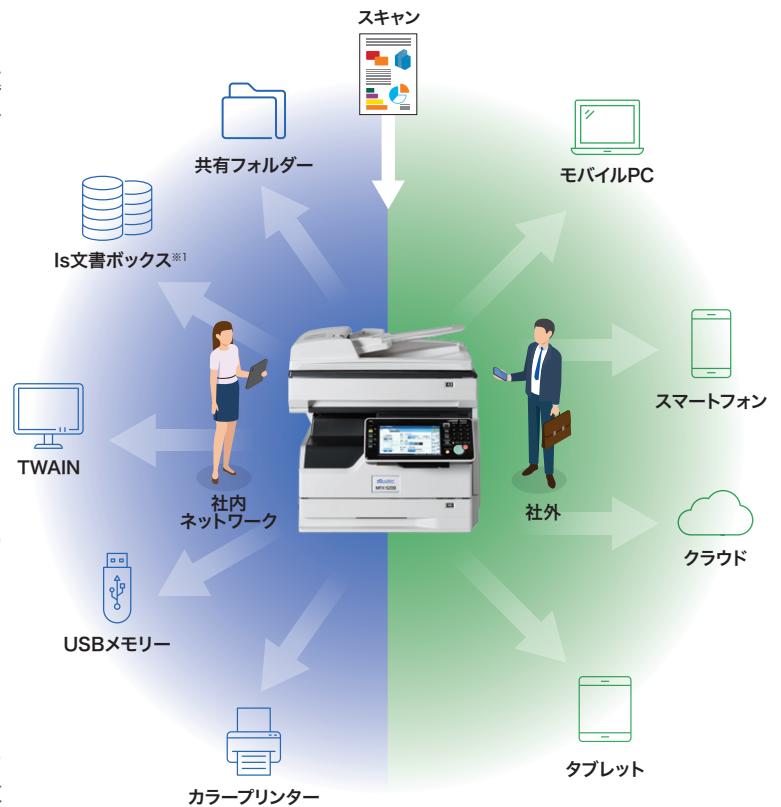 スキャン
共有フォルダー
モバイルPC
Is文書ボックス※1
スマートフォン
TWAIN
社内
ネットワーク
社外
クラウド
USBメモリー
タブレット
カラープリンター